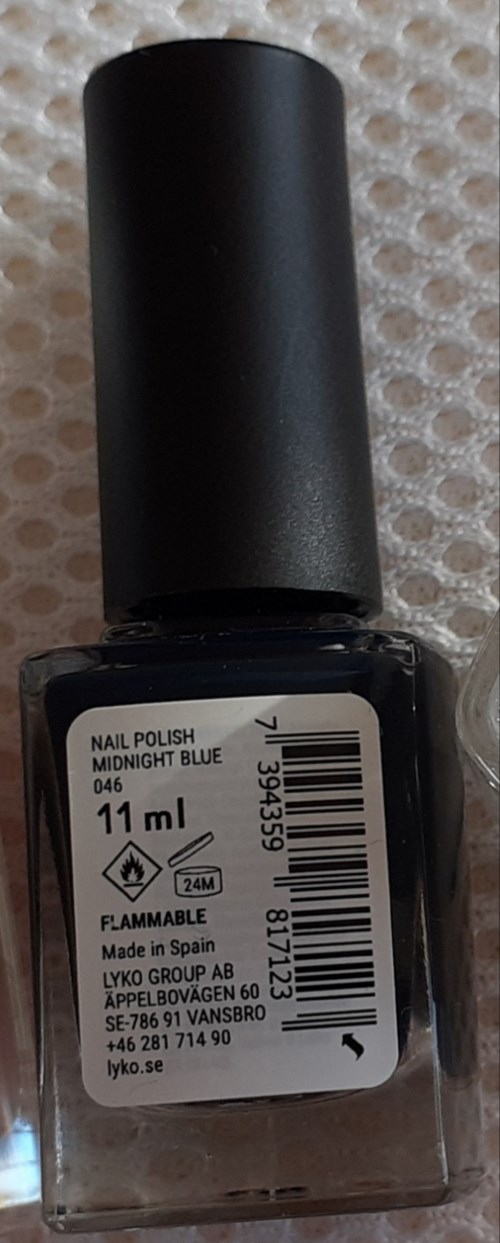 NAIL POLISH
MIDNIGHT BLUE
046
11 ml
24M
FLAMMABLE
Made in Spain
LYKO GROUP AB
ÄPPELBOVÄGEN 60
SE-786 91 VANSBRO
+46 281 714 90
lyko.se
7 394359 817123